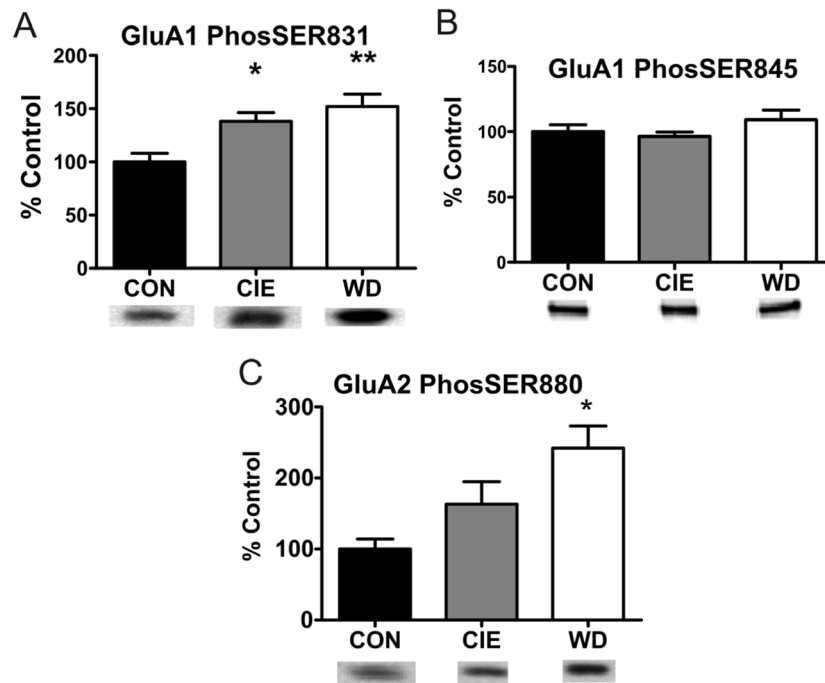 A
GluA1 PhosSER831
200
150
100
50
0
% Control
*
**
CON CIE WD
B
GluA1 PhosSER845
150
100
50
0
% Control
CON CIE WD
C
GluA2 PhosSER880
300
200
100
0
% Control
*
CON CIE WD